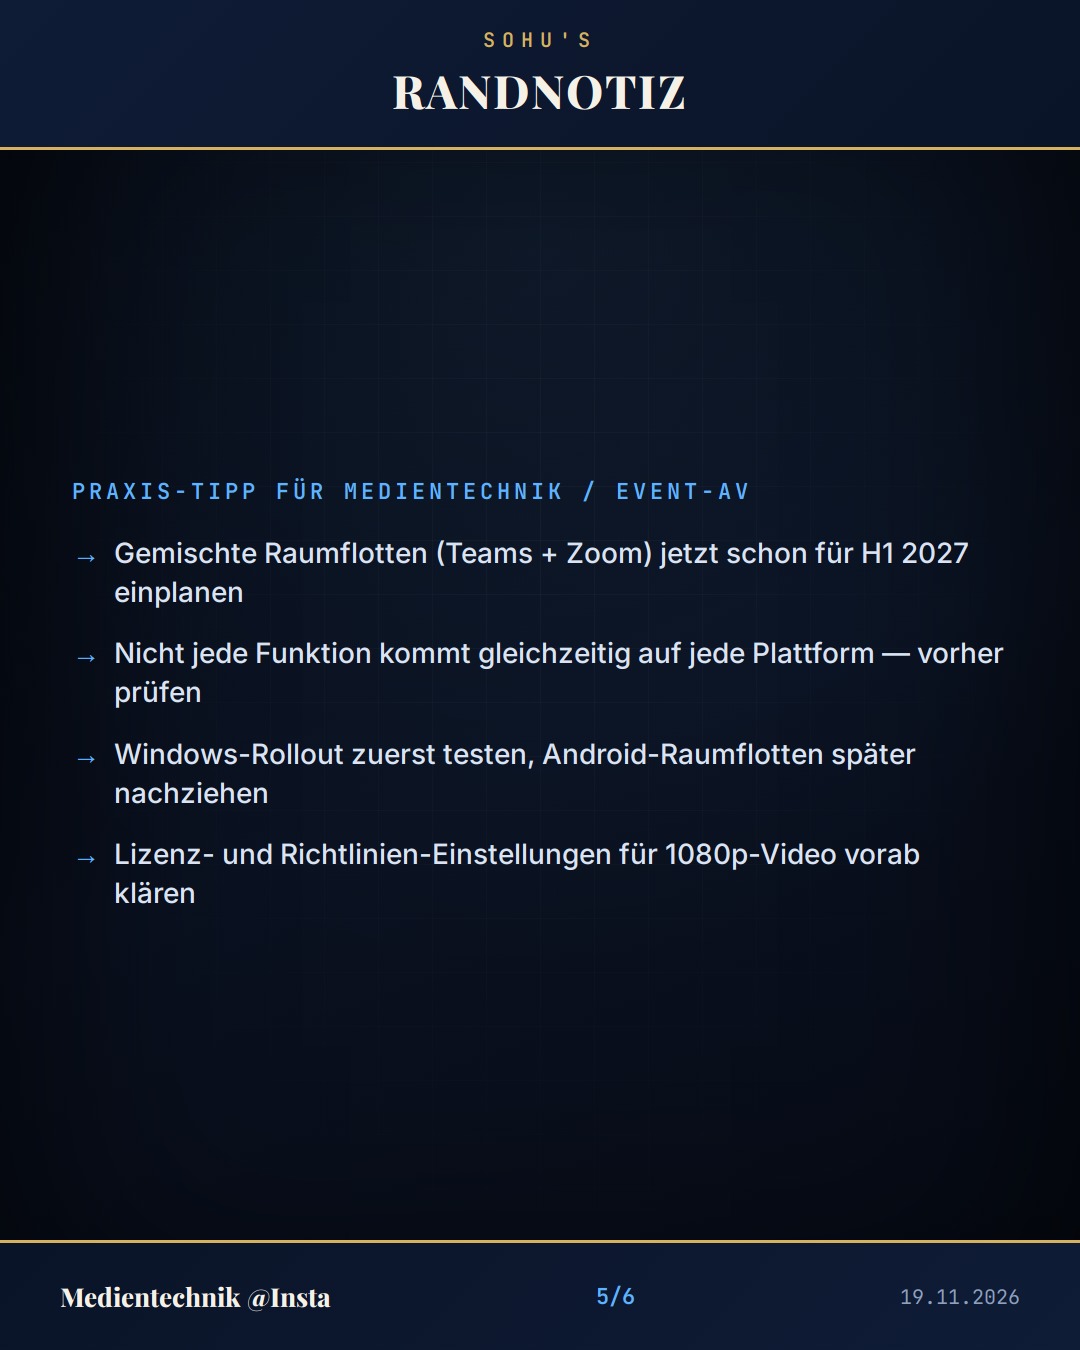 SOHU'S
RANDNOTIZ
PRAXIS-TIPP FÜR MEDIENTECHNIK / EVENT-AV
→ Gemischte Raumflotten (Teams + Zoom) jetzt schon für H1 2027
einplanen
→ Nicht jede Funktion kommt gleichzeitig auf jede Plattform — vorher
prüfen
→ Windows-Rollout zuerst testen, Android-Raumflotten später
nachziehen
→ Lizenz- und Richtlinien-Einstellungen für 1080p-Video vorab
klären
Medientechnik @Insta
5/6
19.11.2026